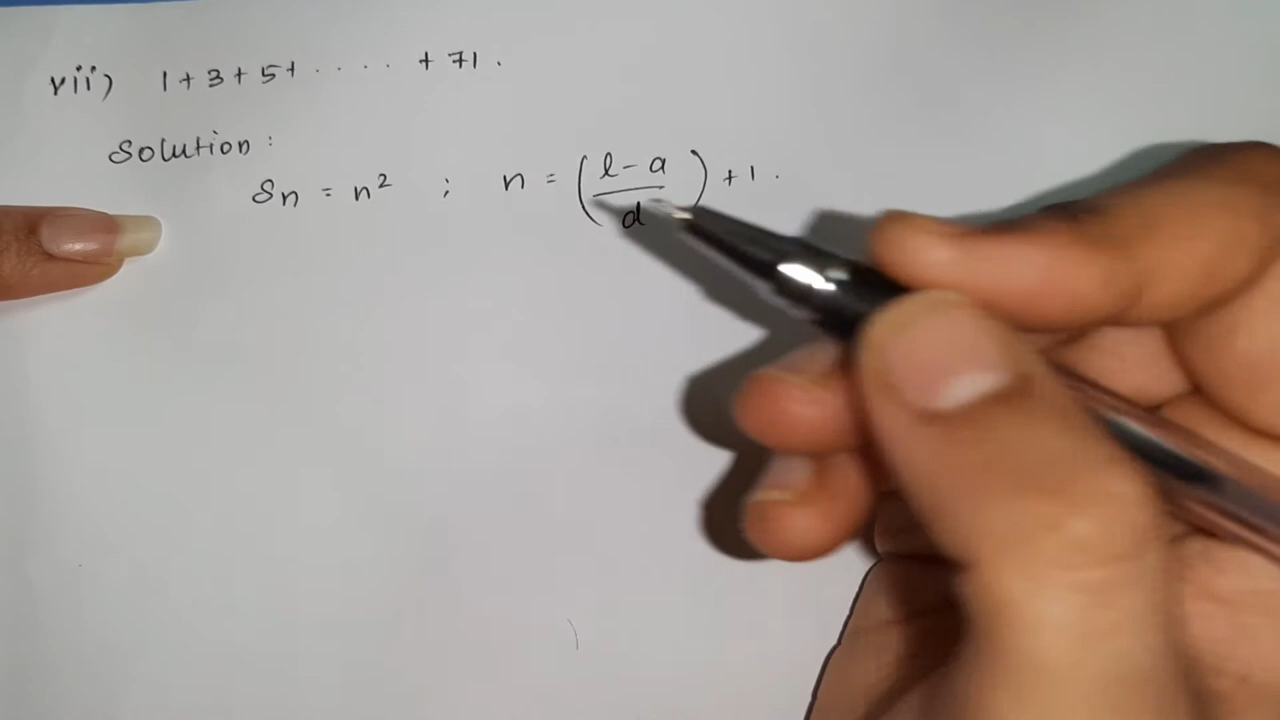 vii) 1 + 3 + 5 + ..... + 71.
Solution :
Sn = n² ; n = (l - a / d) + 1.